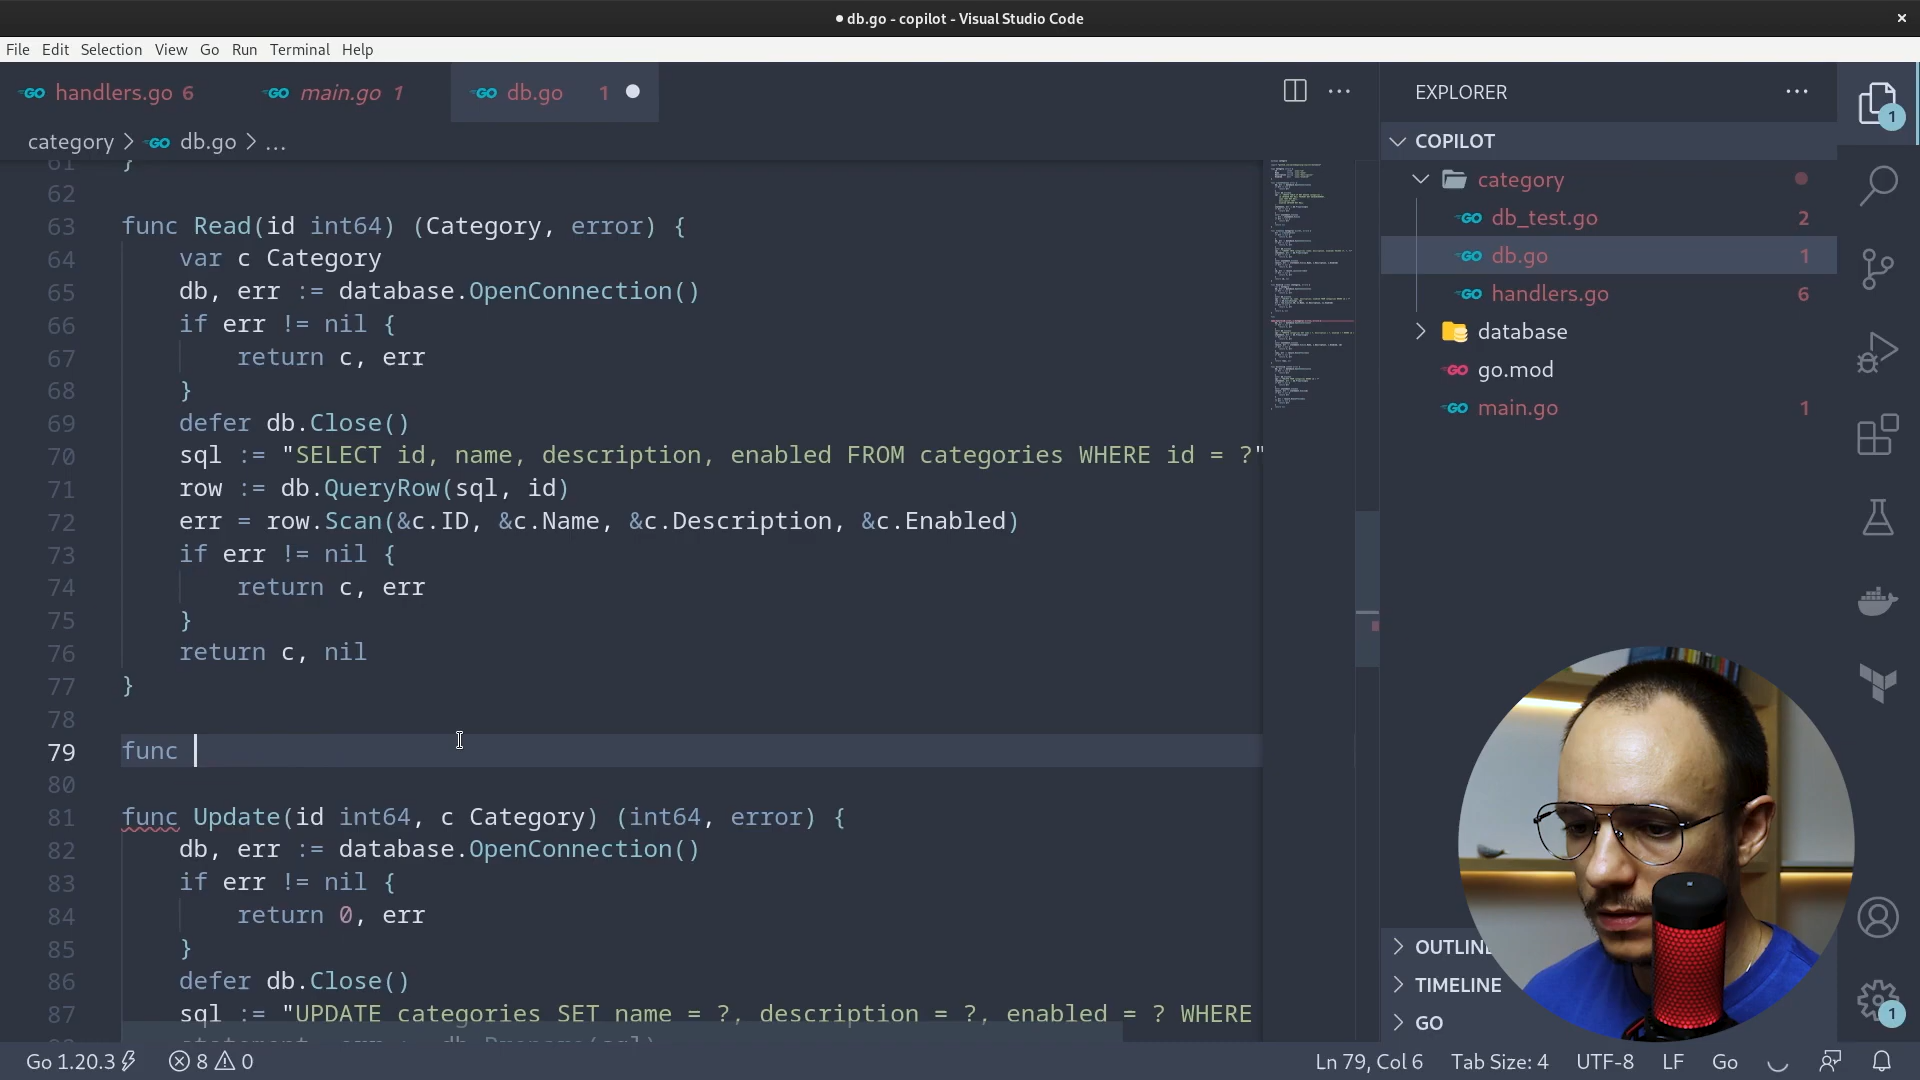 db.go - copilot - Visual Studio Code
File Edit Selection View Go Run Terminal Help
handlers.go 6 main.go 1 db.go 1
category > db.go > ...
61 }
62
63 func Read(id int64) (Category, error) {
64 var c Category
65 db, err := database.OpenConnection()
66 if err != nil {
67 return c, err
68 }
69 defer db.Close()
70 sql := "SELECT id, name, description, enabled FROM categories WHERE id = ?"
71 row := db.QueryRow(sql, id)
72 err = row.Scan(&c.ID, &c.Name, &c.Description, &c.Enabled)
73 if err != nil {
74 return c, err
75 }
76 return c, nil
77 }
78
79 func
80
81 func Update(id int64, c Category) (int64, error) {
82 db, err := database.OpenConnection()
83 if err != nil {
84 return 0, err
85 }
86 defer db.Close()
87 sql := "UPDATE categories SET name = ?, description = ?, enabled = ? WHERE
EXPLORER
COPILOT
category
db_test.go 2
db.go 1
handlers.go 6
database
go.mod
main.go 1
TIMELINE
GO
1
1
Go 1.20.3 8 0 Ln 79, Col 6 Tab Size: 4 UTF-8 LF Go